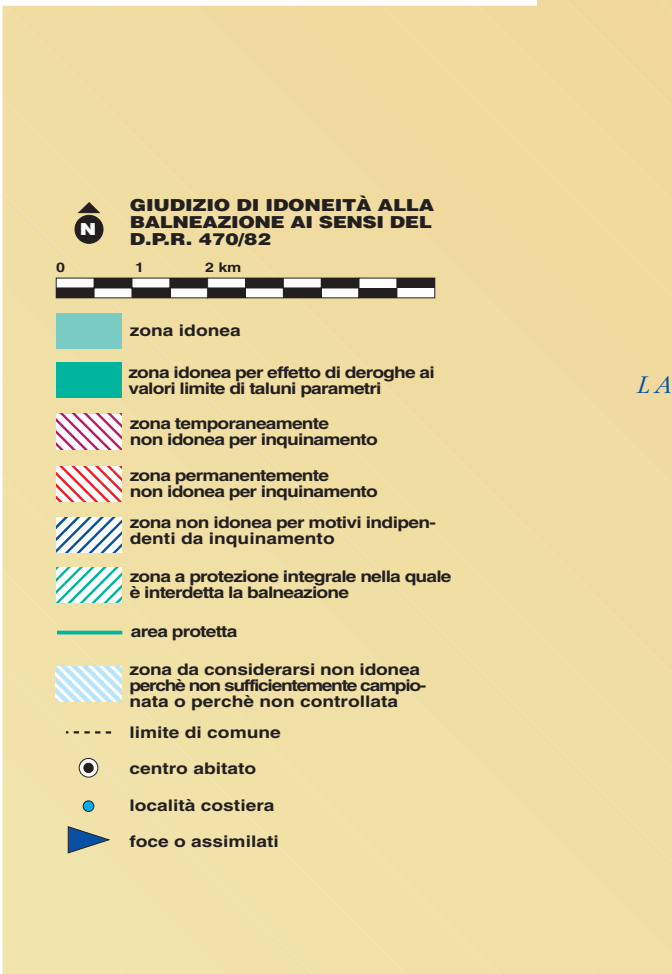 GIUDIZIO DI IDONEITÀ ALLA
BALNEAZIONE AI SENSI DEL
D.P.R. 470/82
N
0 1 2 km
zona idonea
zona idonea per effetto di deroghe ai
valori limite di taluni parametri
zona temporaneamente
non idonea per inquinamento
zona permanentemente
non idonea per inquinamento
zona non idonea per motivi indipen-
denti da inquinamento
zona a protezione integrale nella quale
è interdetta la balneazione
area protetta
zona da considerarsi non idonea
perchè non sufficientemente campio-
nata o perchè non controllata
limite di comune
centro abitato
località costiera
foce o assimilati
LA